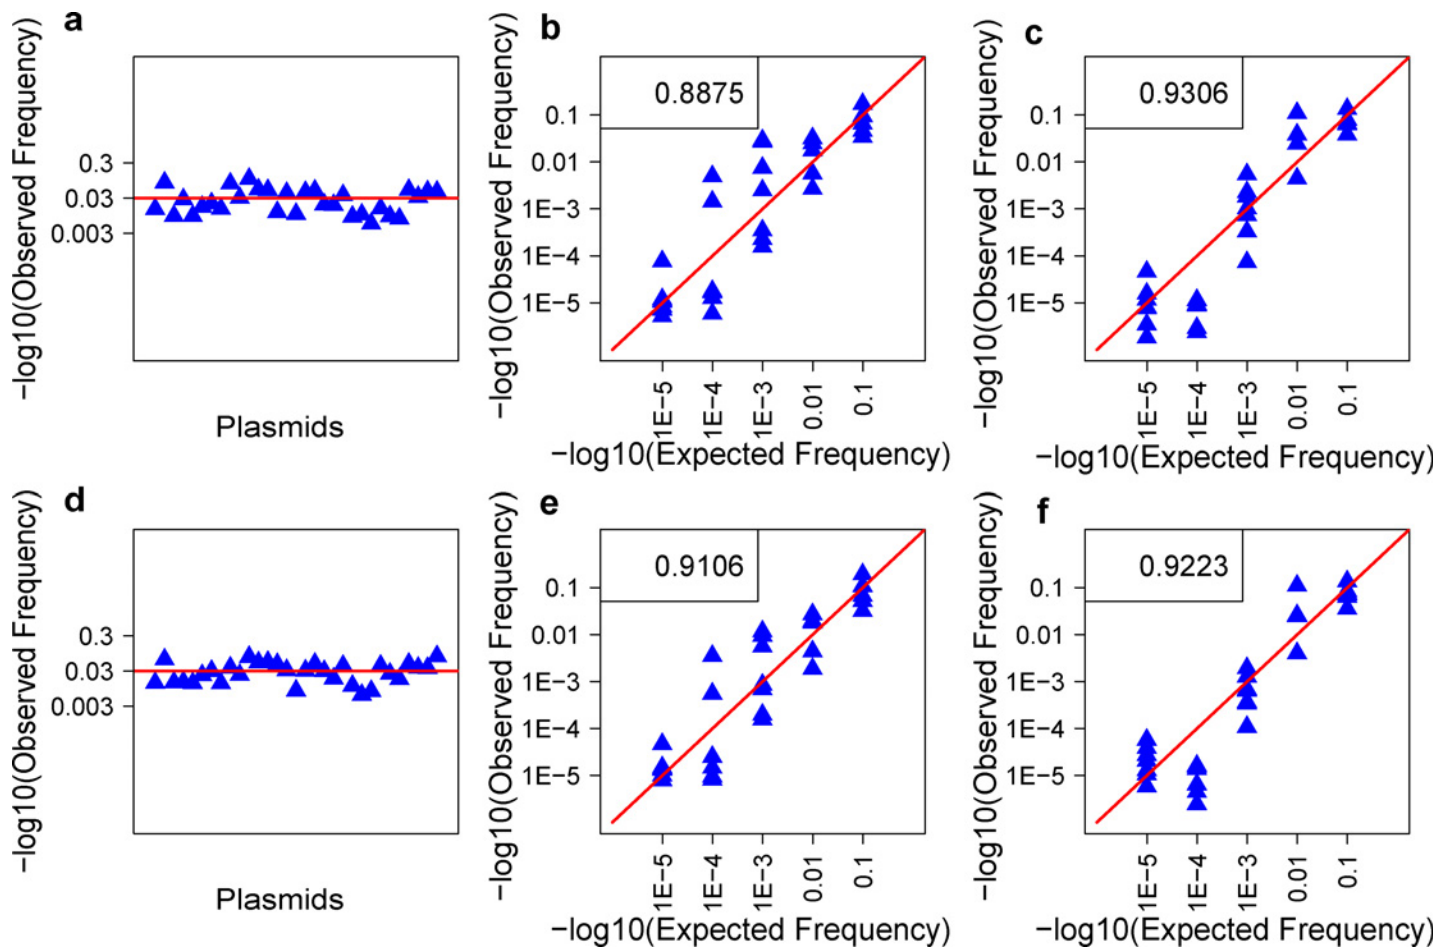 a
−log10(Observed Frequency)
0.3
0.03
0.003
Plasmids
b
−log10(Observed Frequency)
0.8875
0.1
0.01
1E−3
1E−4
1E−5
1E−5
1E−4
1E−3
0.01
0.1
−log10(Expected Frequency)
c
−log10(Observed Frequency)
0.9306
0.1
0.01
1E−3
1E−4
1E−5
1E−5
1E−4
1E−3
0.01
0.1
−log10(Expected Frequency)
d
−log10(Observed Frequency)
0.3
0.03
0.003
Plasmids
e
−log10(Observed Frequency)
0.9106
0.1
0.01
1E−3
1E−4
1E−5
1E−5
1E−4
1E−3
0.01
0.1
−log10(Expected Frequency)
f
−log10(Observed Frequency)
0.9223
0.1
0.01
1E−3
1E−4
1E−5
1E−5
1E−4
1E−3
0.01
0.1
−log10(Expected Frequency)